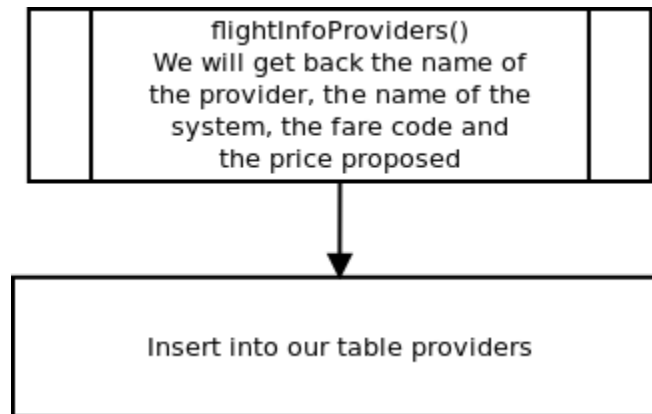 flightInfoProviders()
We will get back the name of
the provider, the name of the
system, the fare code and
the price proposed
Insert into our table providers